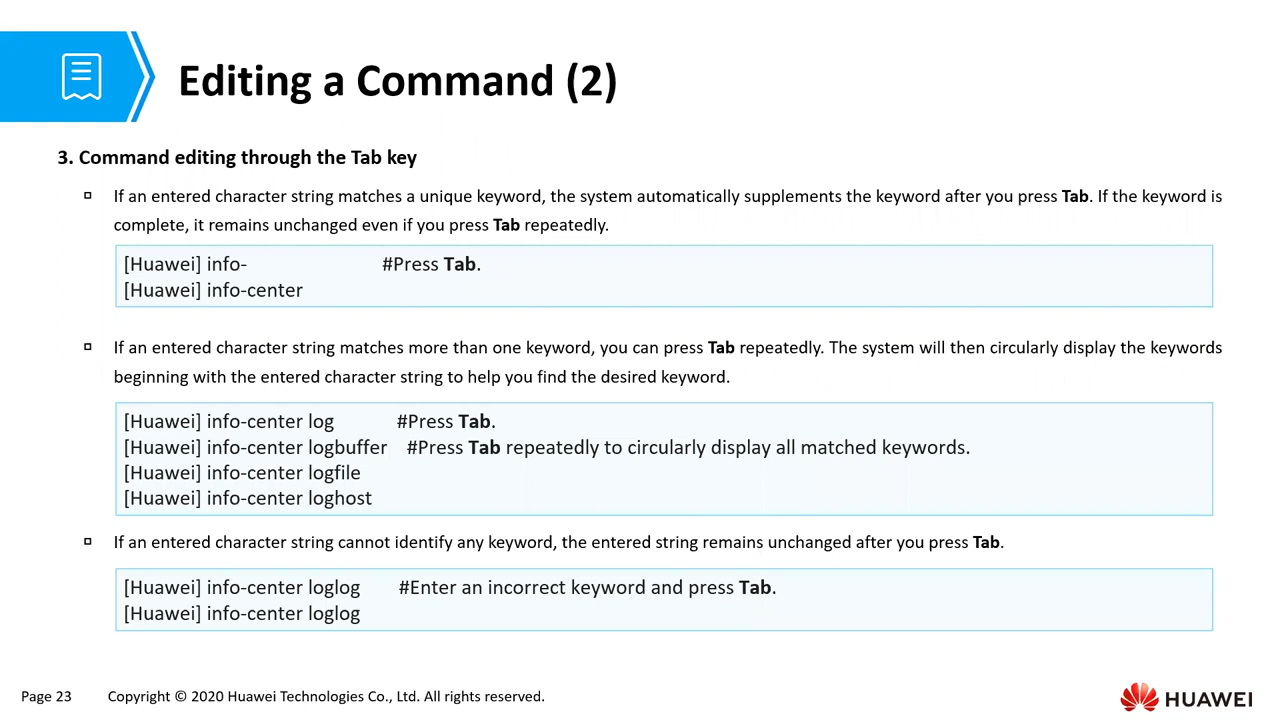 Editing a Command (2)
3. Command editing through the Tab key
If an entered character string matches a unique keyword, the system automatically supplements the keyword after you press Tab. If the keyword is
complete, it remains unchanged even if you press Tab repeatedly.
[Huawei] info- #Press Tab.
[Huawei] info-center
If an entered character string matches more than one keyword, you can press Tab repeatedly. The system will then circularly display the keywords
beginning with the entered character string to help you find the desired keyword.
[Huawei] info-center log #Press Tab.
[Huawei] info-center logbuffer #Press Tab repeatedly to circularly display all matched keywords.
[Huawei] info-center logfile
[Huawei] info-center loghost
If an entered character string cannot identify any keyword, the entered string remains unchanged after you press Tab.
[Huawei] info-center loglog #Enter an incorrect keyword and press Tab.
[Huawei] info-center loglog
Page 23 Copyright © 2020 Huawei Technologies Co., Ltd. All rights reserved.
HUAWEI